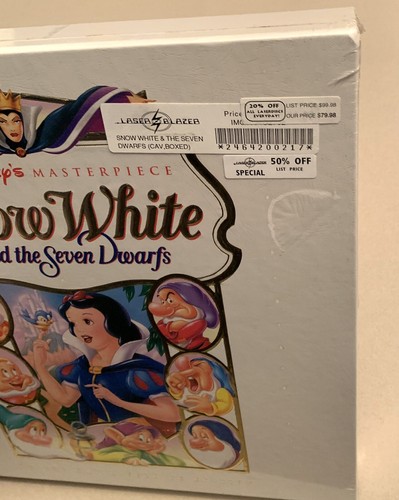 20% OFF
ALL LASERDISCS
EVERYDAY!
LIST PRICE:$99.98
OUR PRICE $79.98
LASER BLAZER
Price
SNOW WHITE & THE SEVEN
DWARFS (CAV,BOXED)
*2464200217*
LASER BLAZER
SPECIAL
50% OFF
LIST PRICE
ey's MASTERPIECE
ow White
d the Seven Dwarfs